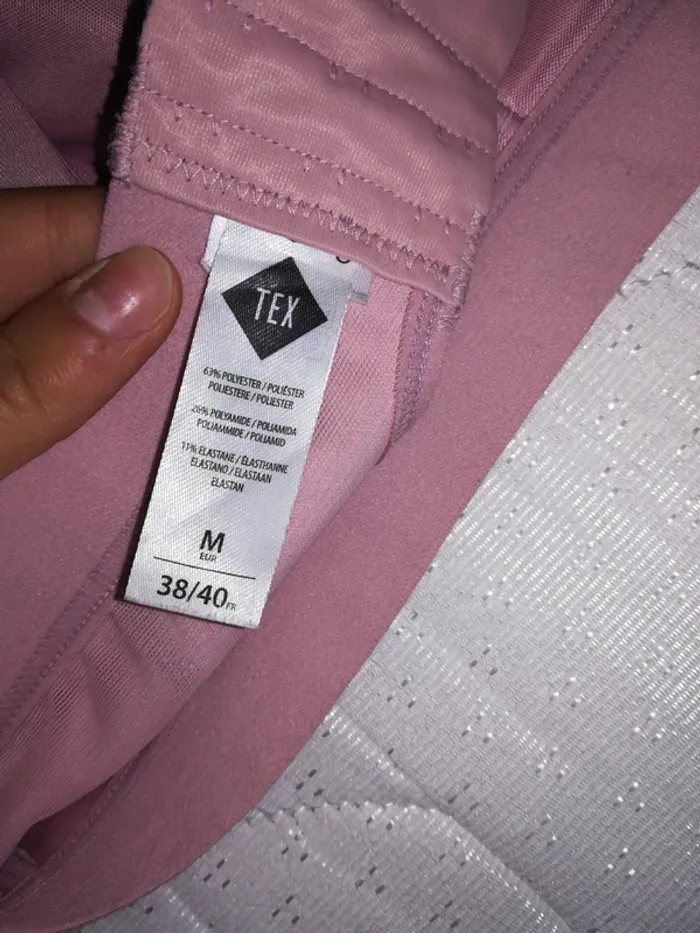 TEX
63% POLYESTER / POLIÉSTER
POLIESTERE / POLIESTER
26% POLYAMIDE / POLIAMIDA
POLIAMMIDE / POLIAMID
11% ELASTANE / ÉLASTHANNE
ELASTANO / ELASTAAN
ELASTAN
M
EUR
38/40 FR